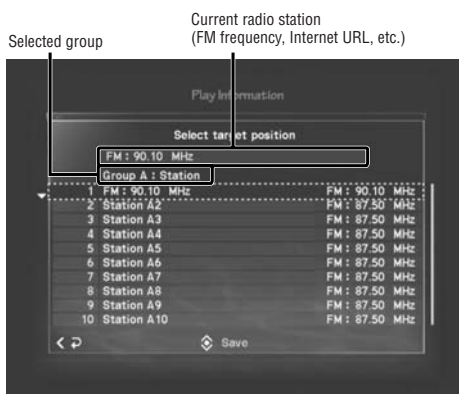 Current radio station
(FM frequency, Internet URL, etc.)
Selected group
Play Information
Select target position
FM : 90.10 MHz
Group A : Station
1 FM : 90.10 MHz FM : 90.10 MHz
2 Station A2 FM : 87.50 MHz
3 Station A3 FM : 87.50 MHz
4 Station A4 FM : 87.50 MHz
5 Station A5 FM : 87.50 MHz
6 Station A6 FM : 87.50 MHz
7 Station A7 FM : 87.50 MHz
8 Station A8 FM : 87.50 MHz
9 Station A9 FM : 87.50 MHz
10 Station A10 FM : 87.50 MHz
Save